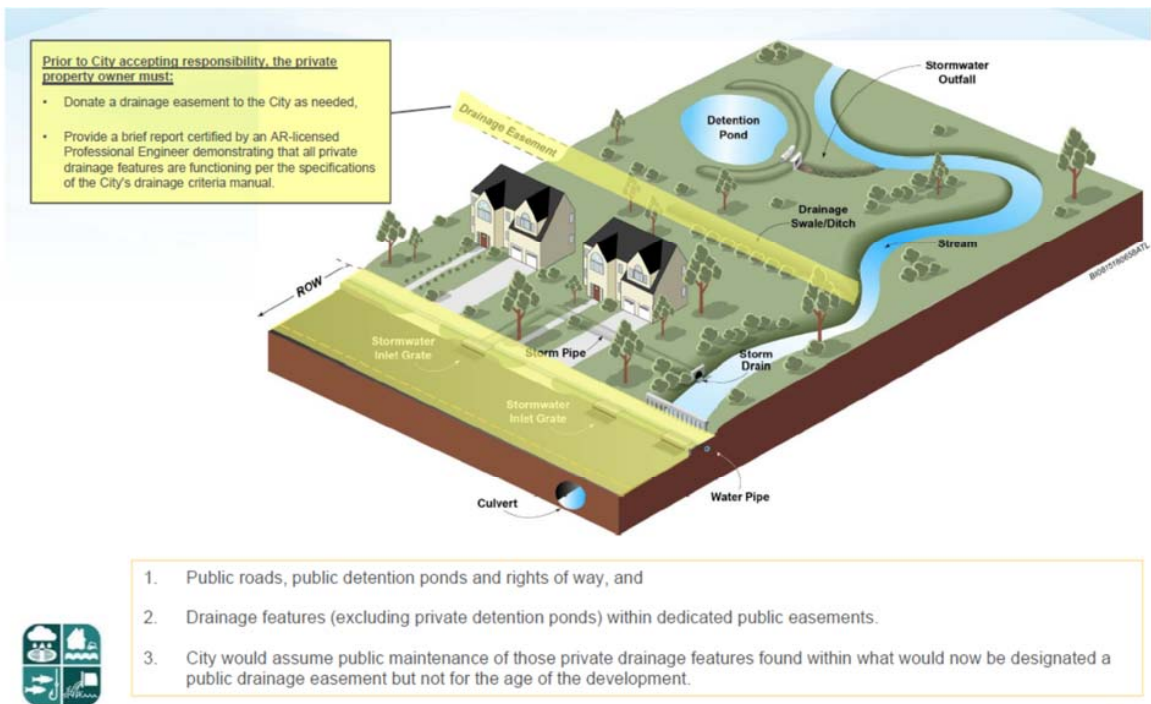 Prior to City accepting responsibility, the private
property owner must:
• Donate a drainage easement to the City as needed,
• Provide a brief report certified by an AR-licensed
Professional Engineer demonstrating that all private
drainage features are functioning per the specifications
of the City's drainage criteria manual.
Stormwater
Outfall
Drainage Easement
Detention
Pond
Drainage
Swale/Ditch
Stream
BI0915180658ATL
ROW
Stormwater
Inlet Grate
Storm Pipe
Storm
Drain
Stormwater
Inlet Grate
Water Pipe
Culvert
1. Public roads, public detention ponds and rights of way, and
2. Drainage features (excluding private detention ponds) within dedicated public easements.
3. City would assume public maintenance of those private drainage features found within what would now be designated a
public drainage easement but not for the age of the development.